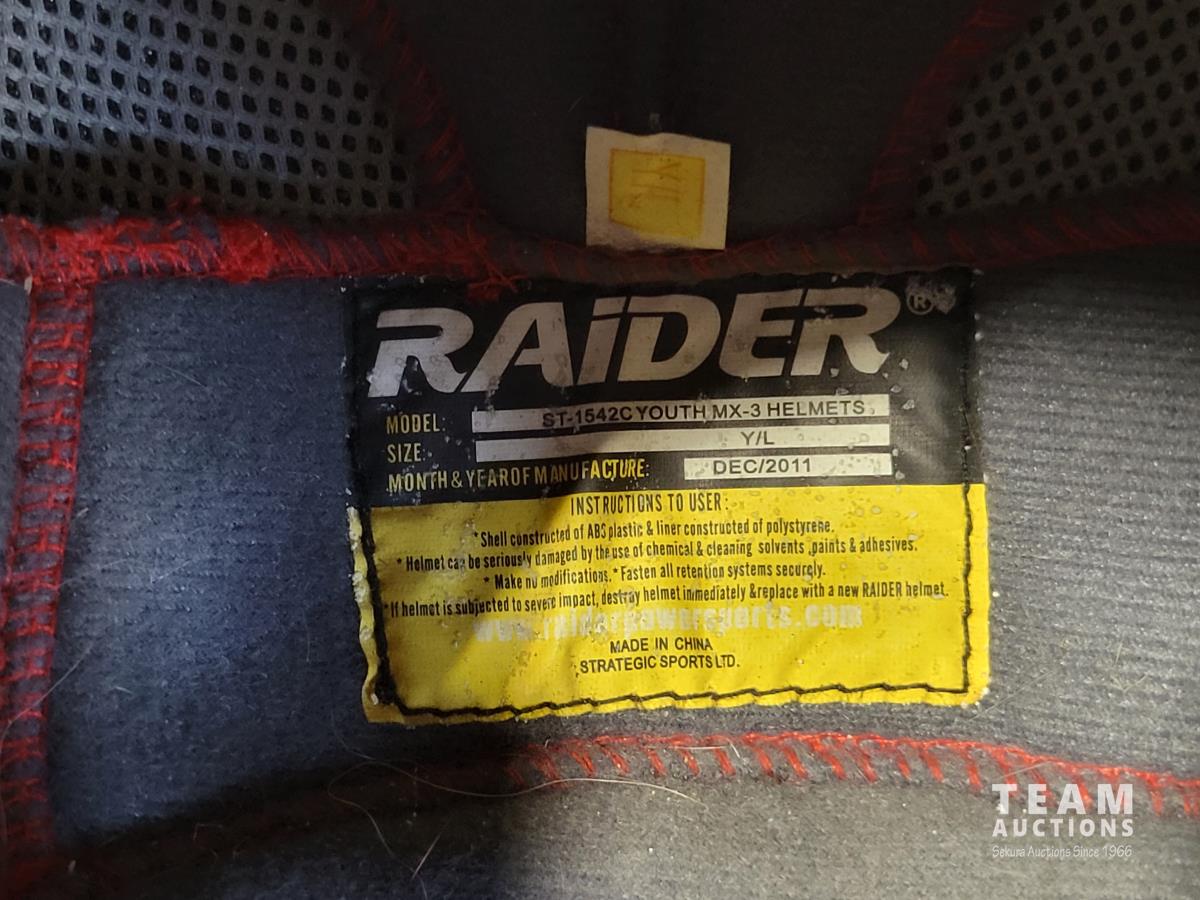 Y/L
RAiDER®
MODEL: ST-1542C YOUTH MX-3 HELMETS
SIZE: Y/L
MONTH & YEAR OF MANUFACTURE: DEC/2011
INSTRUCTIONS TO USER:
*Shell constructed of ABS plastic & liner constructed of polystyrene.
* Helmet can be seriously damaged by the use of chemical & cleaning solvents ,paints & adhesives.
* Make no modifications. * Fasten all retention systems securely.
*If helmet is subjected to severe impact, destroy helmet immediately &replace with a new RAIDER helmet.
www.raiderpowersports.com
MADE IN CHINA
STRATEGIC SPORTS LTD.
TEAM
AUCTIONS
Sekura Auctions Since 1966